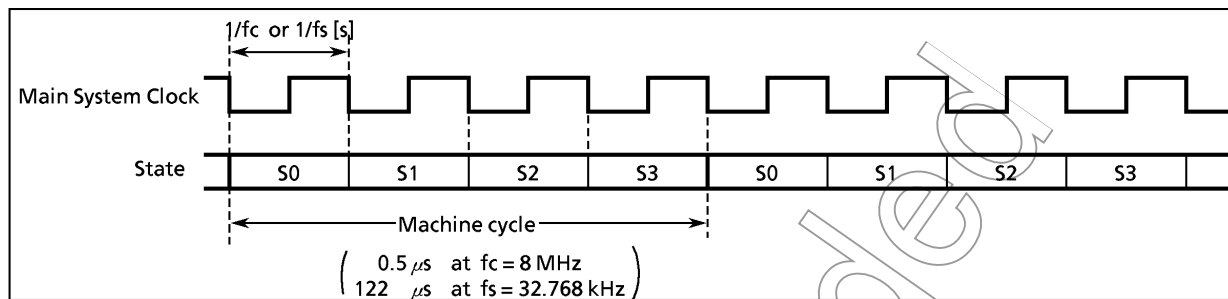 1/fc or 1/fs [s]
Main System Clock
State S0 S1 S2 S3 S0 S1 S2 S3
Machine cycle
0.5 μs at fc = 8 MHz
122 μs at fs = 32.768 kHz
ded